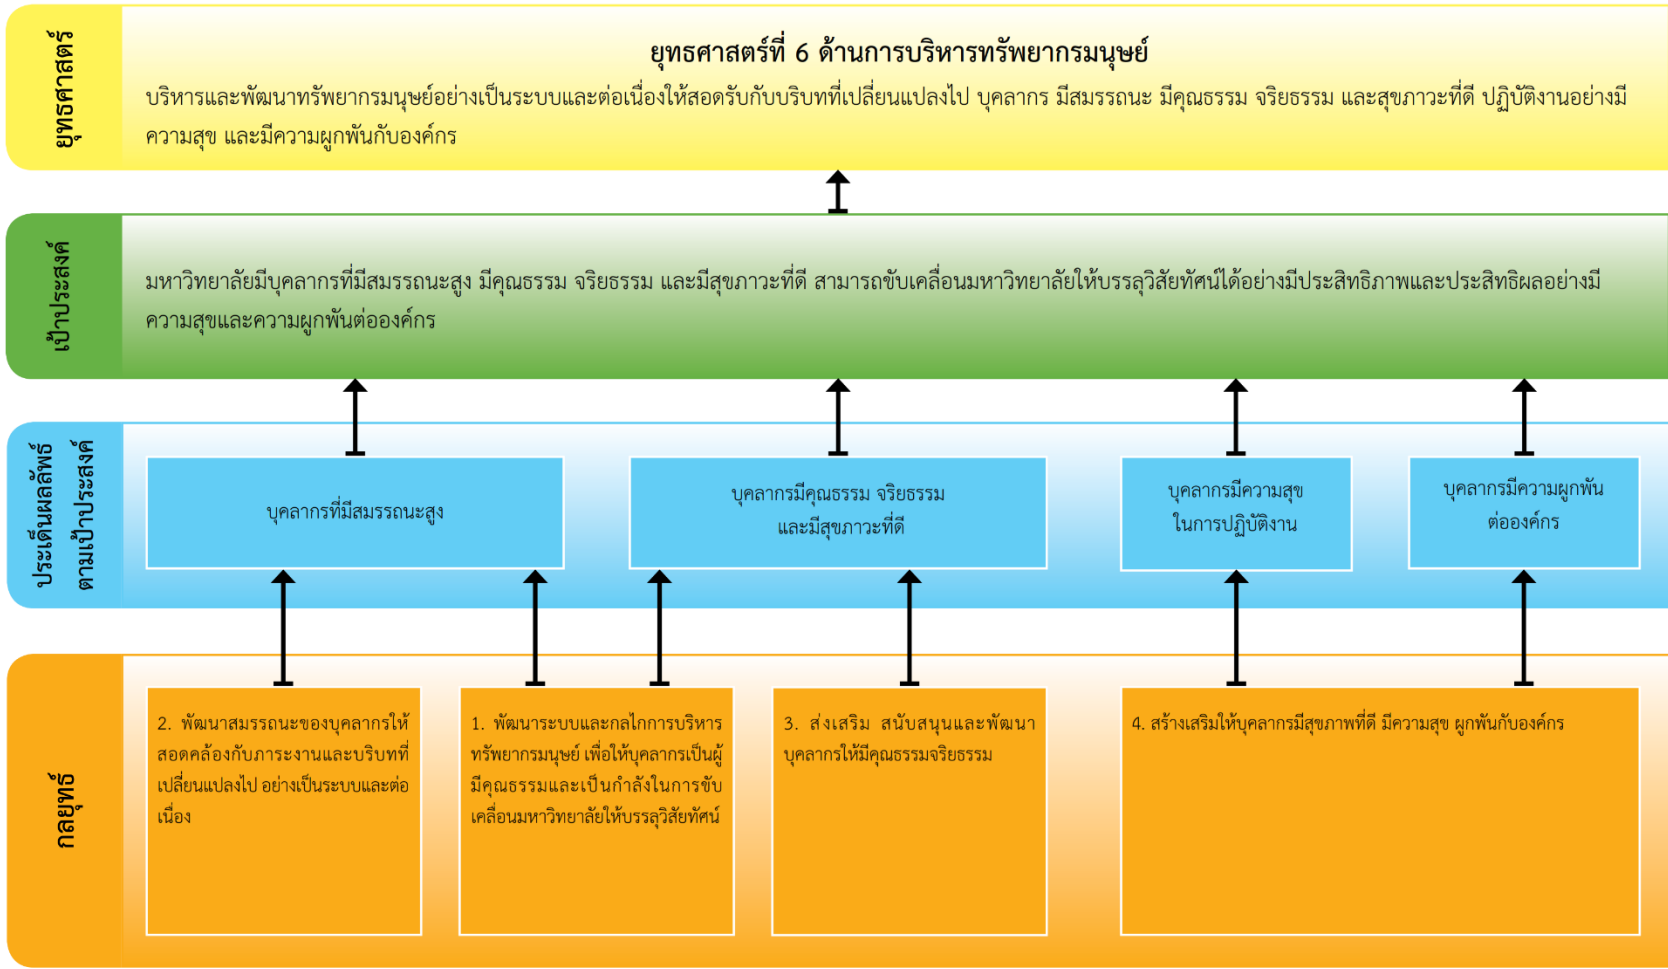 ยุทธศาสตร์
ยุทธศาสตร์ที่ 6 ด้านการบริหารทรัพยากรมนุษย์
บริหารและพัฒนาทรัพยากรมนุษย์อย่างเป็นระบบและต่อเนื่องให้สอดรับกับบริบทที่เปลี่ยนแปลงไป บุคลากร มีสมรรถนะ มีคุณธรรม จริยธรรม และสุขภาวะที่ดี ปฏิบัติงานอย่างมี
ความสุข และมีความผูกพันกับองค์กร
เป้าประสงค์
มหาวิทยาลัยมีบุคลากรที่มีสมรรถนะสูง มีคุณธรรม จริยธรรม และมีสุขภาวะที่ดี สามารถขับเคลื่อนมหาวิทยาลัยให้บรรลุวิสัยทัศน์ได้อย่างมีประสิทธิภาพและประสิทธิผลอย่างมี
ความสุขและความผูกพันต่อองค์กร
ประเด็นผลลัพธ์
ตามเป้าประสงค์
บุคลากรที่มีสมรรถนะสูง
บุคลากรมีคุณธรรม จริยธรรม
และมีสุขภาวะที่ดี
บุคลากรมีความสุข
ในการปฏิบัติงาน
บุคลากรมีความผูกพัน
ต่อองค์กร
กลยุทธ์
2. พัฒนาสมรรถนะของบุคลากรให้
สอดคล้องกับภาระงานและบริบทที่
เปลี่ยนแปลงไป อย่างเป็นระบบและต่อ
เนื่อง
1. พัฒนาระบบและกลไกการบริหาร
ทรัพยากรมนุษย์ เพื่อให้บุคลากรเป็นผู้
มีคุณธรรมและเป็นกำลังในการขับ
เคลื่อนมหาวิทยาลัยให้บรรลุวิสัยทัศน์
3. ส่งเสริม สนับสนุนและพัฒนา
บุคลากรให้มีคุณธรรมจริยธรรม
4. สร้างเสริมให้บุคลากรมีสุขภาพที่ดี มีความสุข ผูกพันกับองค์กร